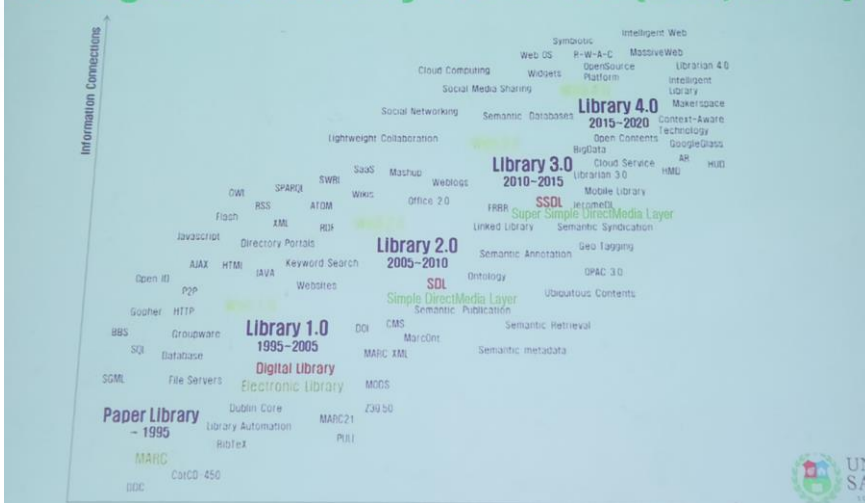 Information Connections
Intelligent Web
Symbiotic
Web OS
R-W-A-C
MassiveWeb
Cloud Computing
Widgets
OpenSource
Platform
Librarian 4.0
Social Media Sharing
Intelligent
Library
Library 4.0
2015~2020
Makerspace
Social Networking
Semantic Databases
Context-Aware
Technology
Lightweight Collaboration
Open Contents
GoogleGlass
BigData
Library 3.0
2010~2015
Cloud Service
AR
HUD
SaaS
Mashup
Librarian 3.0
HMD
SWRL
Weblogs
OWL
SPARQL
Wikis
Office 2.0
Mobile Library
RSS
ATOM
FRBR
SSDL
JeromeDL
Super Simple DirectMedia Layer
Flash
XML
RDF
Linked Library
Semantic Syndication
Javascript
Directory Portals
Library 2.0
2005~2010
Geo Tagging
Semantic Annotation
AJAX
HTML
JAVA
Keyword Search
Open ID
Websites
SDL
Ontology
OPAC 3.0
P2P
Simple DirectMedia Layer
Ubiquitous Contents
Gopher
HTTP
Semantic Publication
BBS
Groupware
Library 1.0
1995~2005
DOI
CMS
Semantic Retrieval
SQL
Database
MarcOnt
MARC XML
Semantic metadata
Digital Library
SGML
File Servers
Electronic Library
MODS
Paper Library
~ 1995
Dublin Core
Z39.50
Library Automation
MARC21
BibTeX
MARC
CatCD-450
DDC